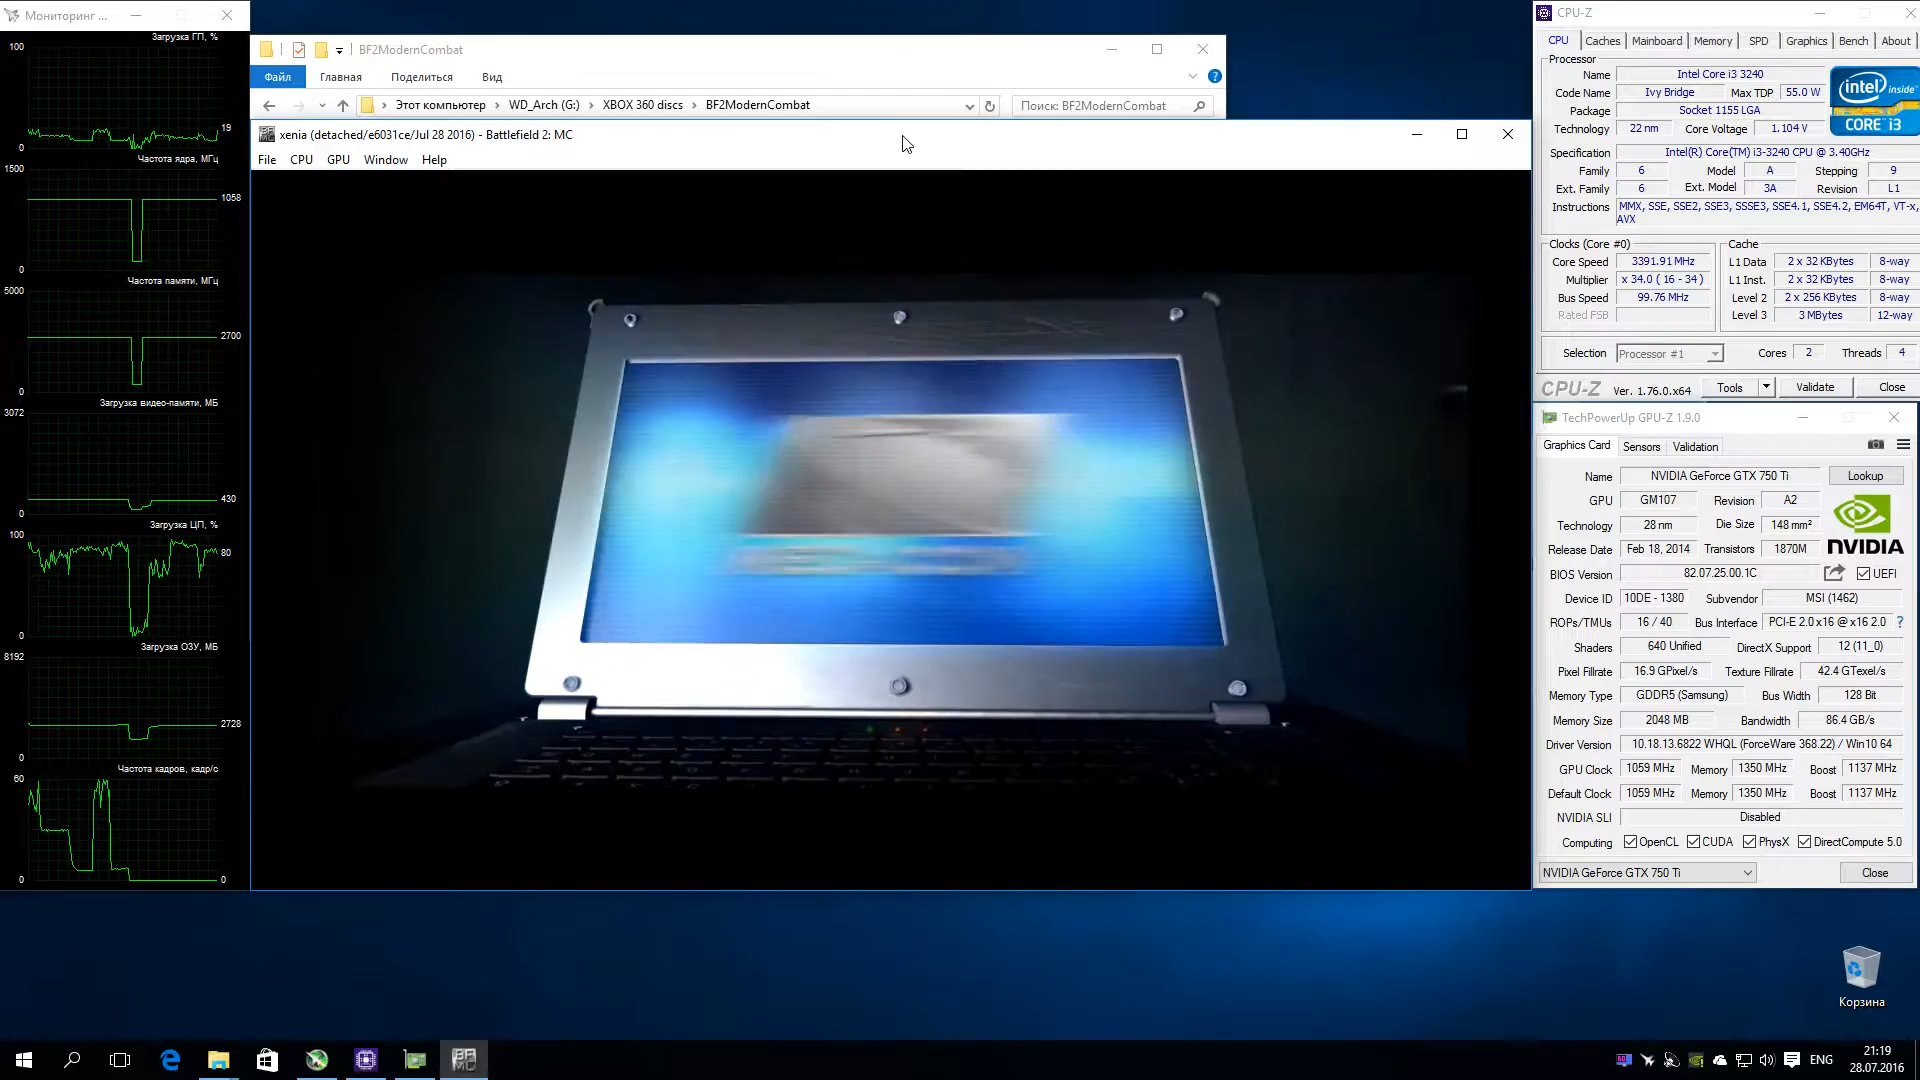 Мониторинг ...
Загрузка ГП, %
100
19
0
Частота ядра, МГц
1500
1058
0
Частота памяти, МГц
5000
2700
0
Загрузка видео-памяти, МБ
3072
430
0
Загрузка ЦП, %
100
80
0
Загрузка ОЗУ, МБ
8192
2728
0
Частота кадров, кадр/с
60
0
0
BF2ModernCombat
Файл Главная Поделиться Вид
Этот компьютер > WD_Arch (G:) > XBOX 360 discs > BF2ModernCombat
Поиск: BF2ModernCombat
xenia (detached/e6031ce/Jul 28 2016) - Battlefield 2: MC
File CPU GPU Window Help
CPU-Z
CPU Caches Mainboard Memory SPD Graphics Bench About
Processor
Name Intel Core i3 3240
Code Name Ivy Bridge Max TDP 55.0 W
Package Socket 1155 LGA
Technology 22 nm Core Voltage 1.104 V
intel inside™
CORE i3
Specification Intel(R) Core(TM) i3-3240 CPU @ 3.40GHz
Family 6 Model A Stepping 9
Ext. Family 6 Ext. Model 3A Revision L1
Instructions MMX, SSE, SSE2, SSE3, SSSE3, SSE4.1, SSE4.2, EM64T, VT-x,
AVX
Clocks (Core #0) Cache
Core Speed 3391.91 MHz L1 Data 2 x 32 KBytes 8-way
Multiplier x 34.0 ( 16 - 34 ) L1 Inst. 2 x 32 KBytes 8-way
Bus Speed 99.76 MHz Level 2 2 x 256 KBytes 8-way
Rated FSB Level 3 3 MBytes 12-way
Selection Processor #1 Cores 2 Threads 4
CPU-Z Ver. 1.76.0.x64 Tools Validate Close
TechPowerUp GPU-Z 1.9.0
Graphics Card Sensors Validation
Name NVIDIA GeForce GTX 750 Ti Lookup
GPU GM107 Revision A2
Technology 28 nm Die Size 148 mm²
Release Date Feb 18, 2014 Transistors 1870M
NVIDIA
BIOS Version 82.07.25.00.1C UEFI
Device ID 10DE - 1380 Subvendor MSI (1462)
ROPs/TMUs 16 / 40 Bus Interface PCI-E 2.0 x16 @ x16 2.0 ?
Shaders 640 Unified DirectX Support 12 (11_0)
Pixel Fillrate 16.9 GPixel/s Texture Fillrate 42.4 GTexel/s
Memory Type GDDR5 (Samsung) Bus Width 128 Bit
Memory Size 2048 MB Bandwidth 86.4 GB/s
Driver Version 10.18.13.6822 WHQL (ForceWare 368.22) / Win10 64
GPU Clock 1059 MHz Memory 1350 MHz Boost 1137 MHz
Default Clock 1059 MHz Memory 1350 MHz Boost 1137 MHz
NVIDIA SLI Disabled
Computing OpenCL CUDA PhysX DirectCompute 5.0
NVIDIA GeForce GTX 750 Ti Close
Корзина
BF
MC
ENG
21:19
28.07.2016